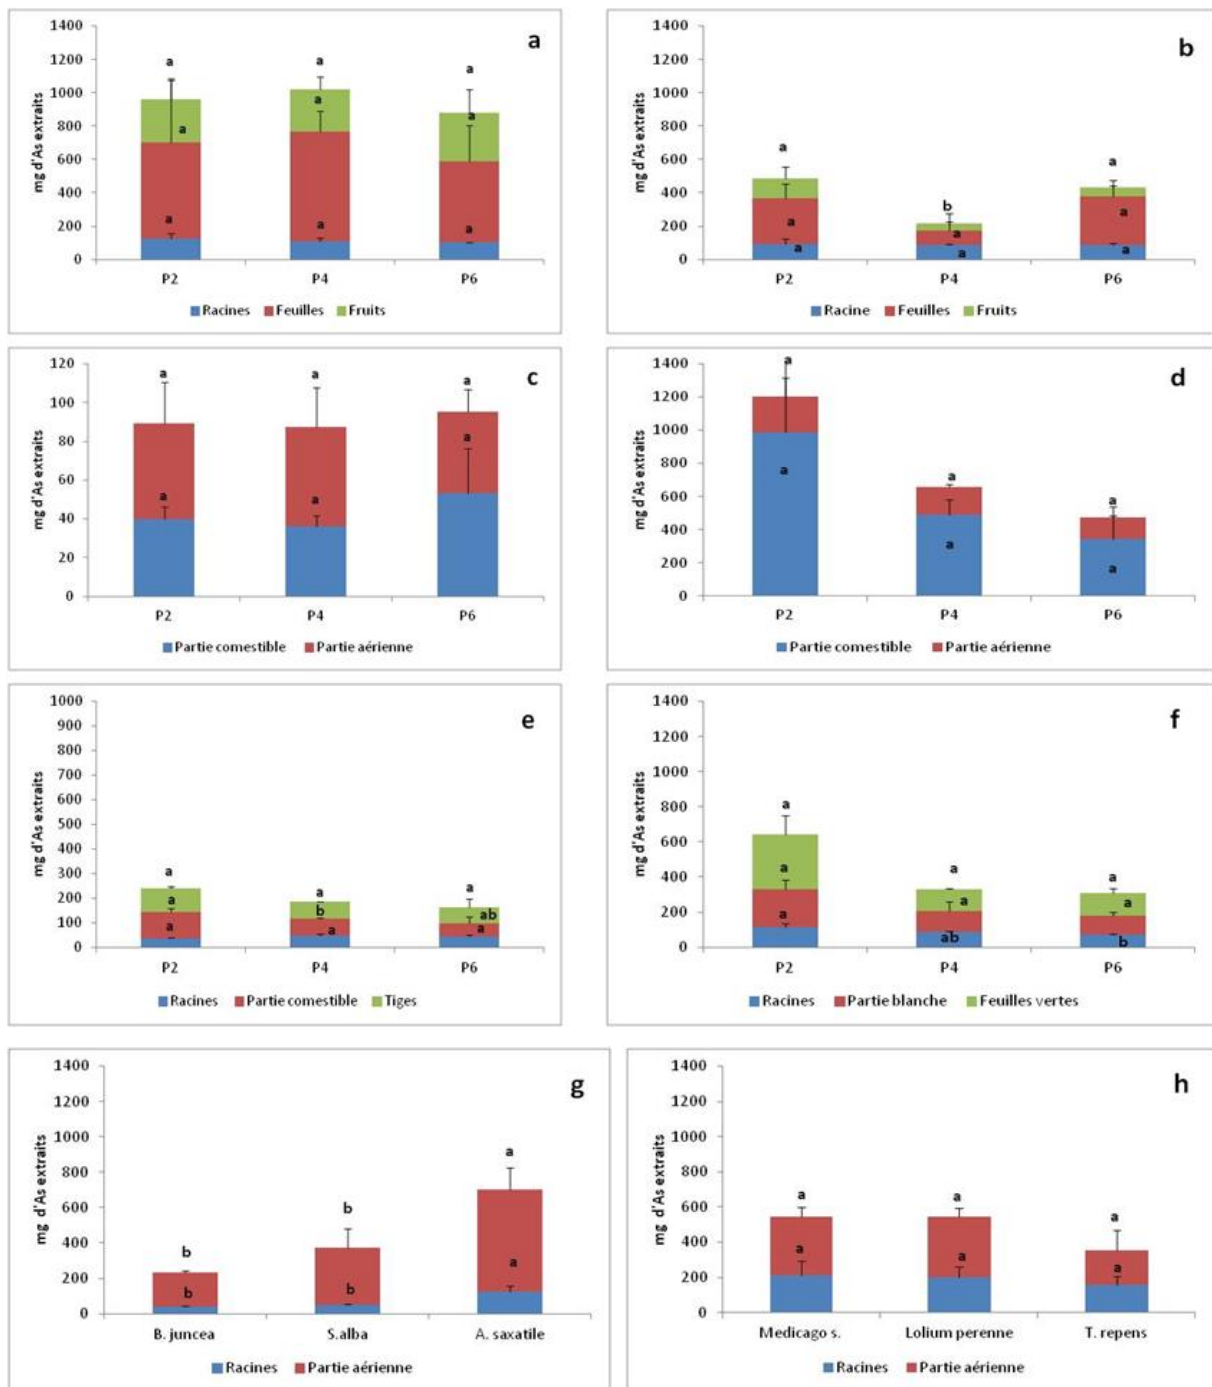 a
mg d'As extraits
1400
1200
1000
800
600
400
200
0
a a a
a a a
a a a
P2 P4 P6
Racines Feuilles Fruits
b
mg d'As extraits
1400
1200
1000
800
600
400
200
0
a b a
a a a
a a a
P2 P4 P6
Racine Feuilles Fruits
c
mg d'As extraits
120
100
80
60
40
20
0
a a a
a a a
P2 P4 P6
Partie comestible Partie aérienne
d
mg d'As extraits
1400
1200
1000
800
600
400
200
0
a a a
a a a
P2 P4 P6
Partie comestible Partie aérienne
e
mg d'As extraits
1000
900
800
700
600
500
400
300
200
100
0
a a a
a b ab
a a a
P2 P4 P6
Racines Partie comestible Tiges
f
mg d'As extraits
1400
1200
1000
800
600
400
200
0
a a a
a a a
a ab b
P2 P4 P6
Racines Partie blanche Feuilles vertes
g
mg d'As extraits
1400
1200
1000
800
600
400
200
0
b b a
b b a
B. juncea S.alba A. saxatile
Racines Partie aérienne
h
mg d'As extraits
1400
1200
1000
800
600
400
200
0
a a a
a a a
Medicago s. Lolium perenne T. repens
Racines Partie aérienne